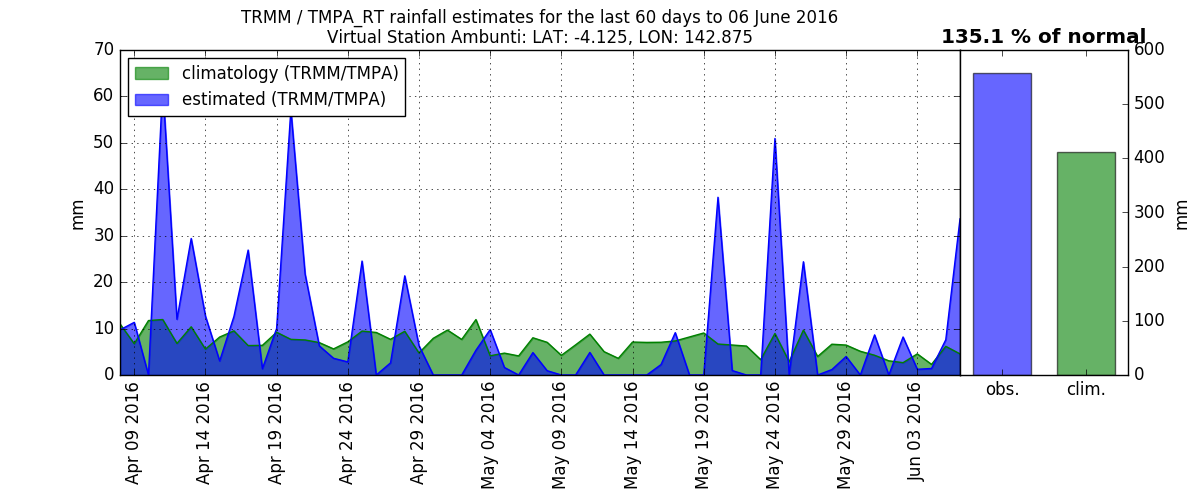 TRMM / TMPA_RT rainfall estimates for the last 60 days to 06 June 2016
Virtual Station Ambunti: LAT: -4.125, LON: 142.875
135.1 % of normal
climatology (TRMM/TMPA)
estimated (TRMM/TMPA)
70
60
50
40
30
20
10
0
mm
Apr 09 2016
Apr 14 2016
Apr 19 2016
Apr 24 2016
Apr 29 2016
May 04 2016
May 09 2016
May 14 2016
May 19 2016
May 24 2016
May 29 2016
Jun 03 2016
obs.
clim.
600
500
400
300
200
100
0
mm